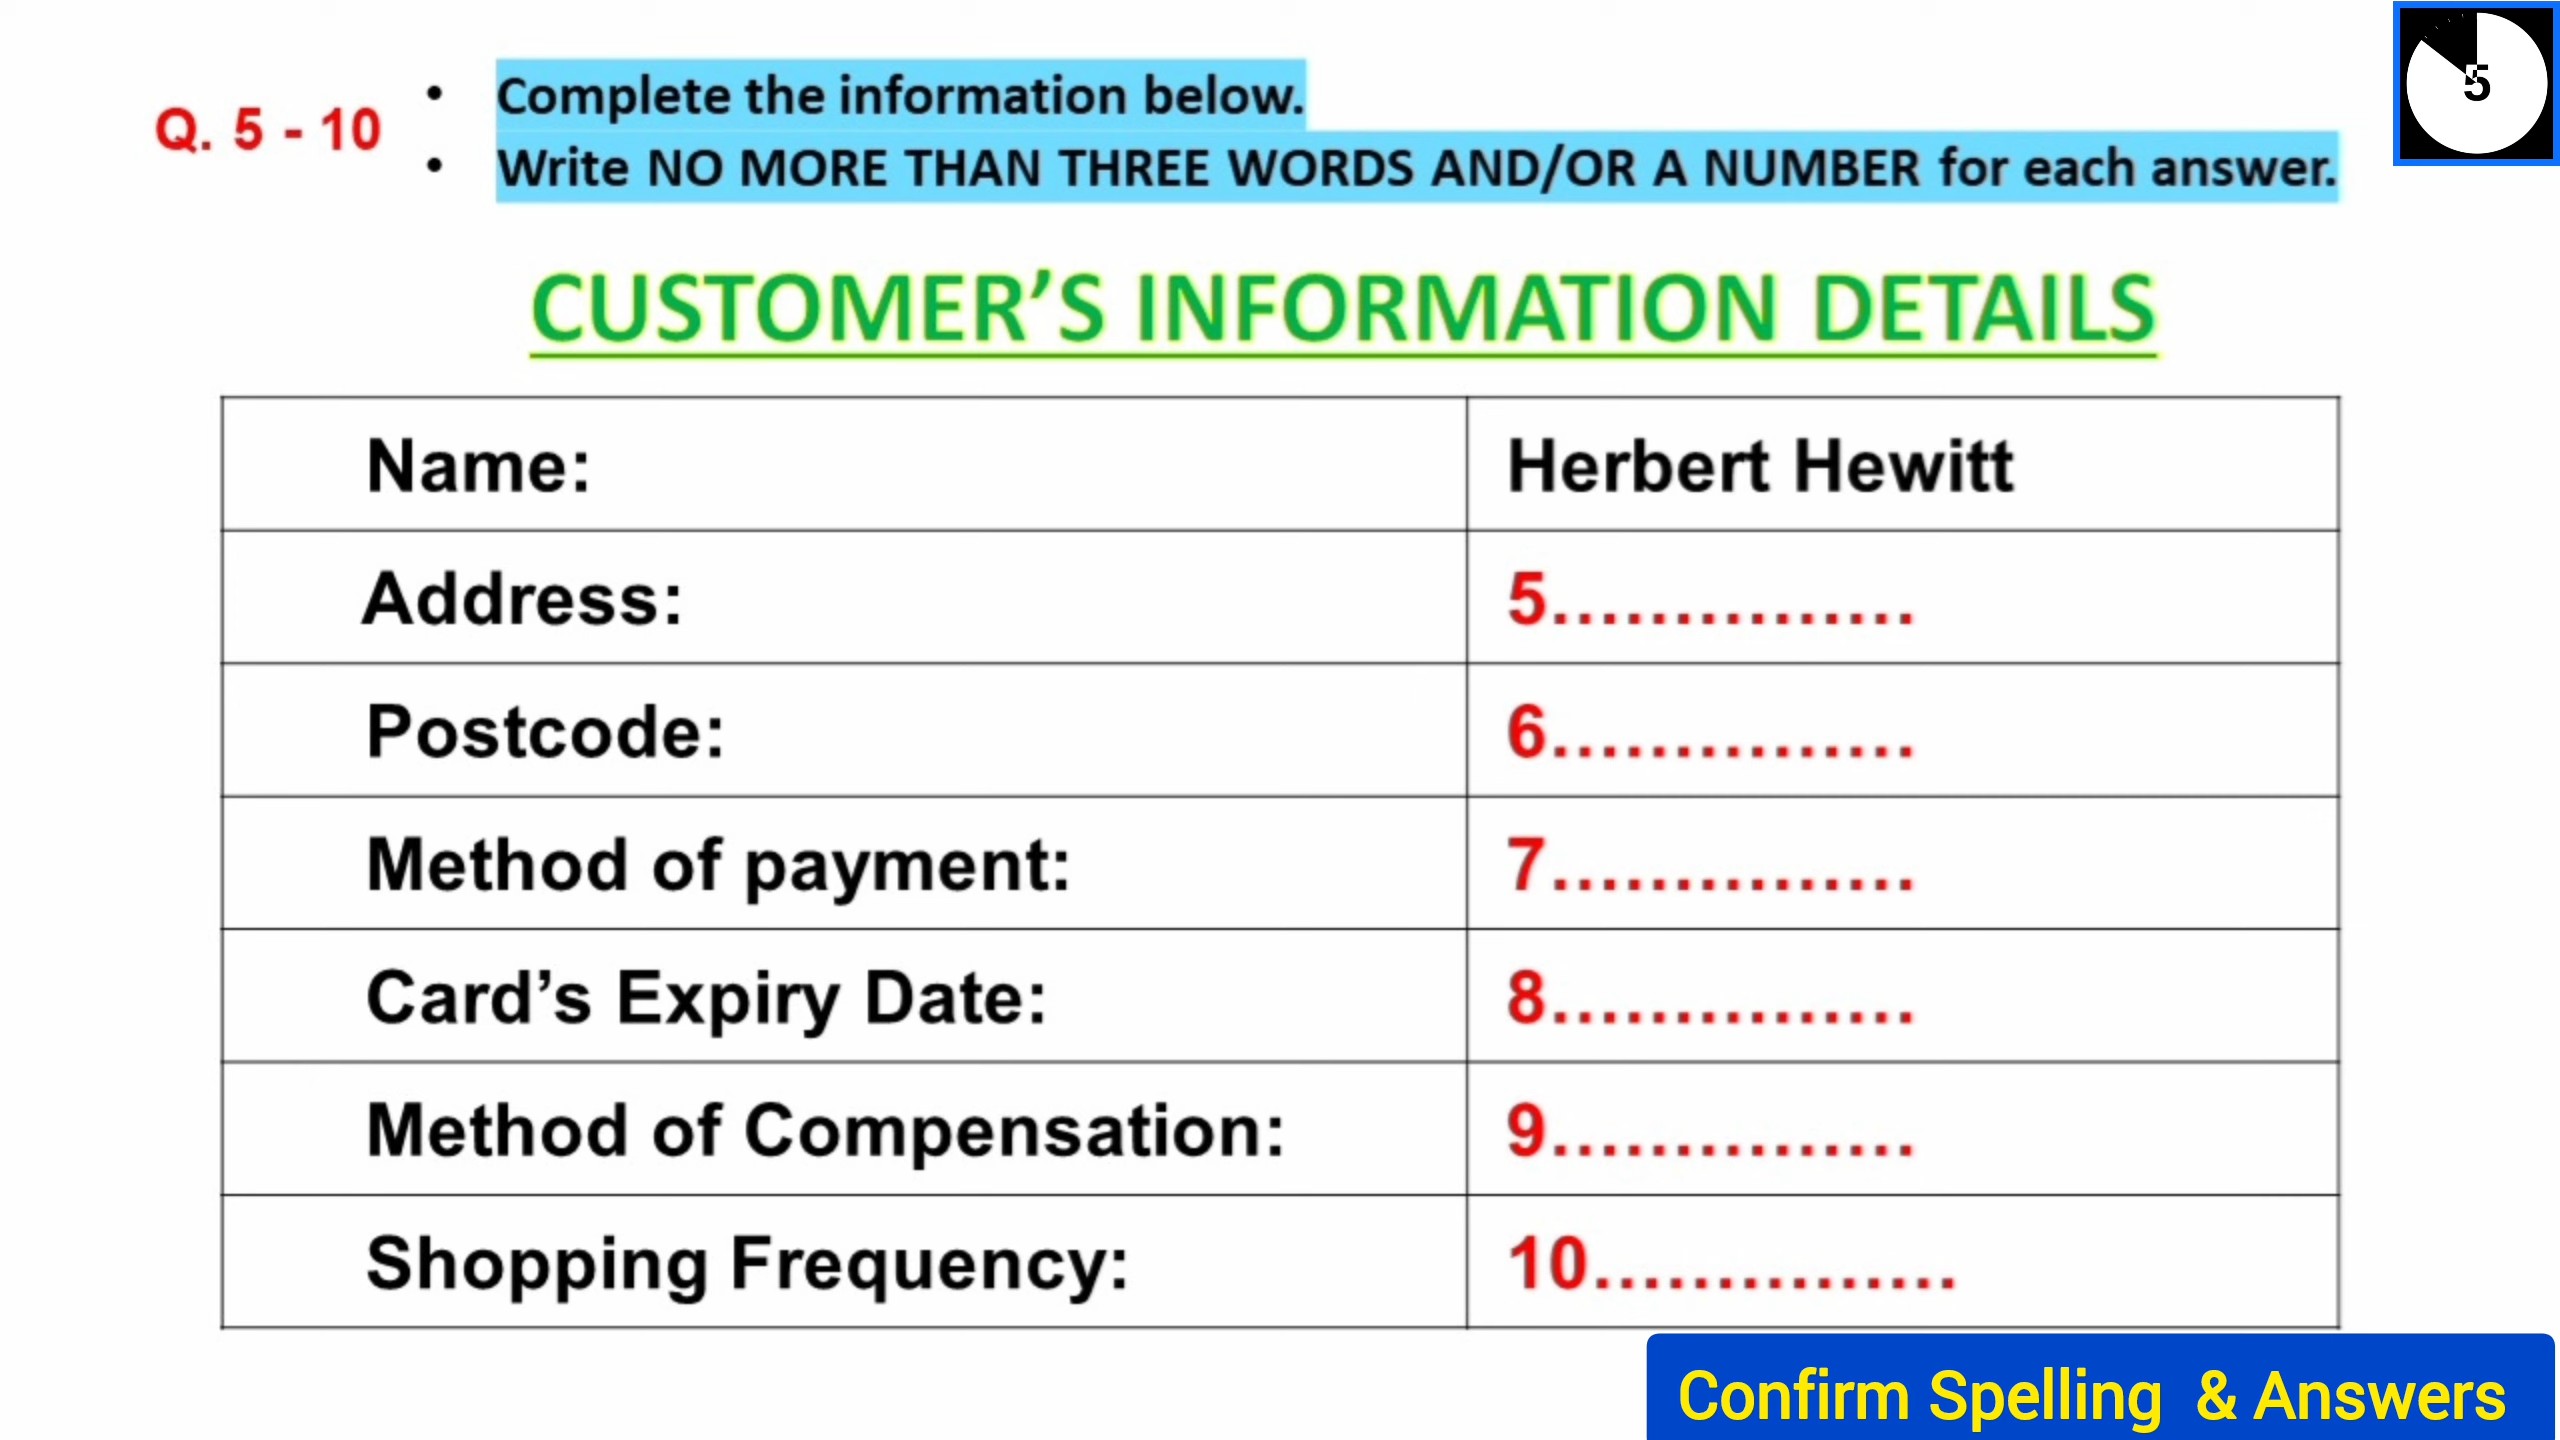 Q. 5 - 10
• Complete the information below.
• Write NO MORE THAN THREE WORDS AND/OR A NUMBER for each answer.
5
CUSTOMER’S INFORMATION DETAILS
Name: Herbert Hewitt
Address: 5...............
Postcode: 6...............
Method of payment: 7...............
Card’s Expiry Date: 8...............
Method of Compensation: 9...............
Shopping Frequency: 10...............
Confirm Spelling & Answers